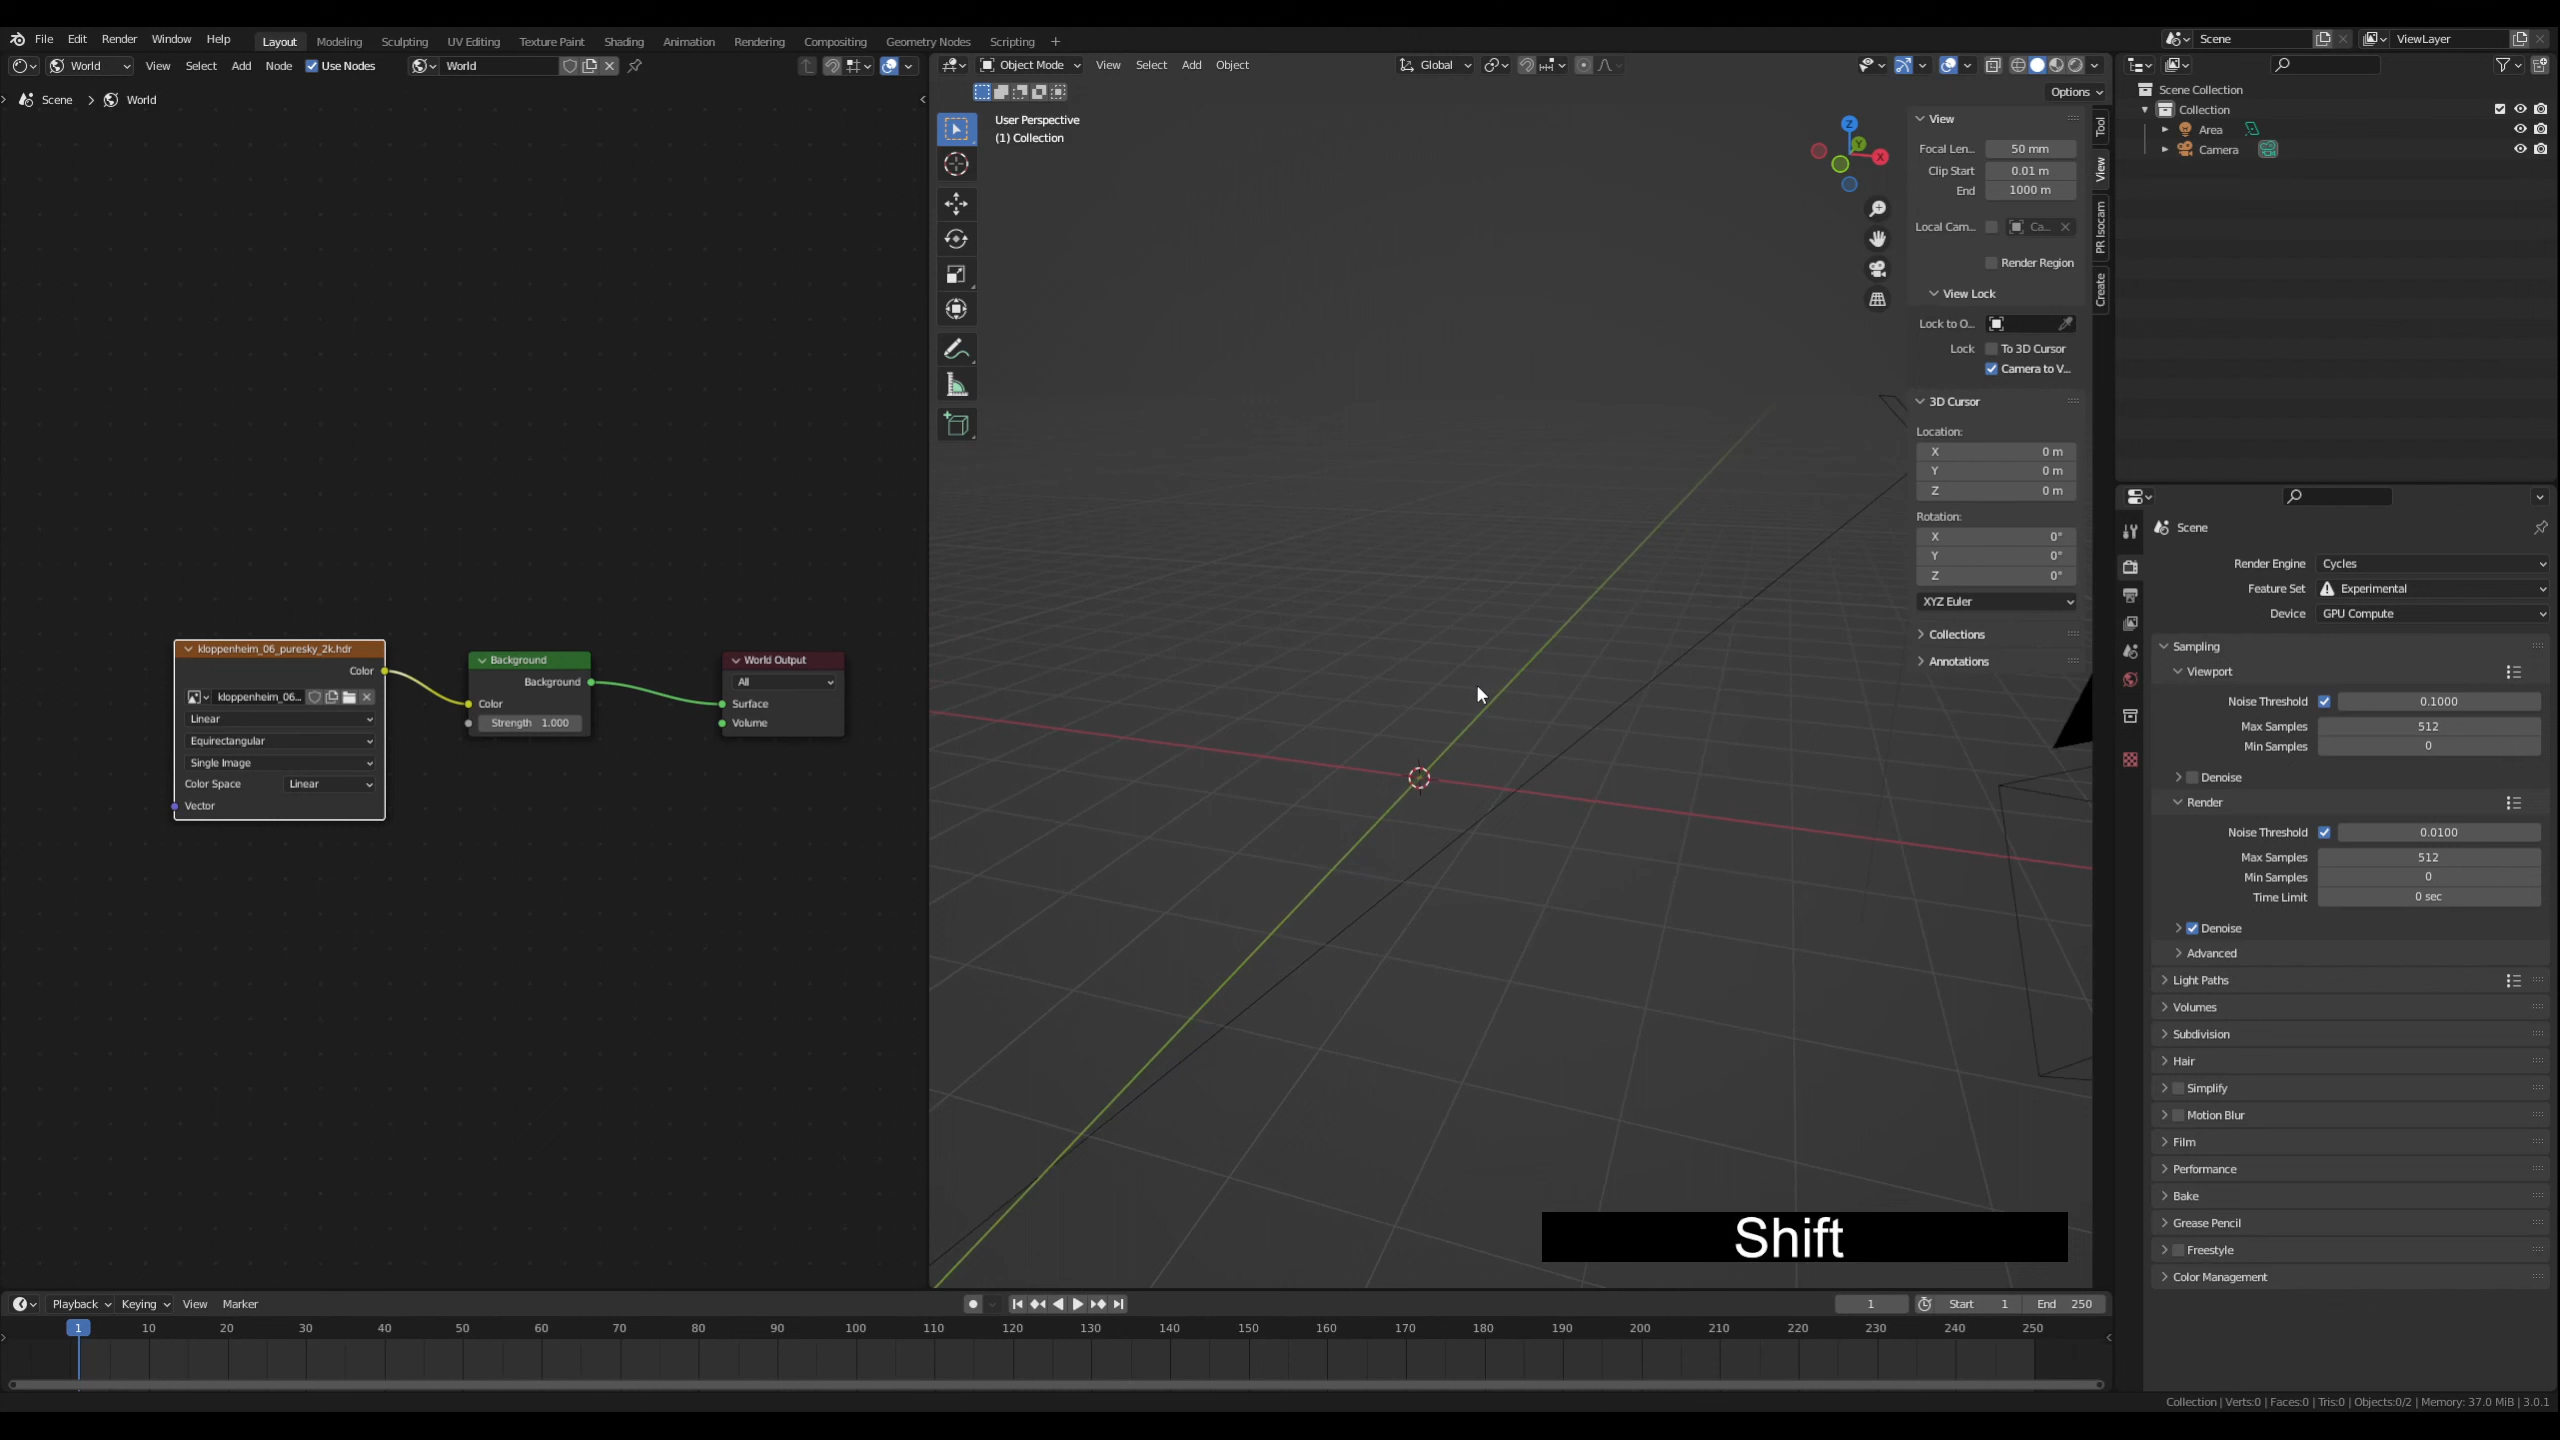 File Edit Render Window Help Layout Modeling Sculpting UV Editing Texture Paint Shading Animation Rendering Compositing Geometry Nodes Scripting + Scene ViewLayer
World View Select Add Node Use Nodes World Object Mode View Select Add Object Global
Scene > World
Options
User Perspective
(1) Collection
kloppenheim_06_puresky_2k.hdr
Color
kloppenheim_06...
Linear
Equirectangular
Single Image
Color Space Linear
Vector
Background
Background
Color
Strength 1.000
World Output
All
Surface
Volume
Z
Y
X
View
Focal Len... 50 mm
Clip Start 0.01 m
End 1000 m
Local Cam... Ca...
Render Region
View Lock
Lock to O...
Lock To 3D Cursor
Camera to V...
3D Cursor
Location:
X 0 m
Y 0 m
Z 0 m
Rotation:
X 0°
Y 0°
Z 0°
XYZ Euler
Collections
Annotations
Tool
View
PR Isocam
Create
Scene Collection
Collection
Area
Camera
Scene
Render Engine Cycles
Feature Set Experimental
Device GPU Compute
Sampling
Viewport
Noise Threshold 0.1000
Max Samples 512
Min Samples 0
Denoise
Render
Noise Threshold 0.0100
Max Samples 512
Min Samples 0
Time Limit 0 sec
Denoise
Advanced
Light Paths
Volumes
Subdivision
Hair
Simplify
Motion Blur
Film
Performance
Bake
Grease Pencil
Freestyle
Color Management
Shift
Playback Keying View Marker 1 Start 1 End 250
1 10 20 30 40 50 60 70 80 90 100 110 120 130 140 150 160 170 180 190 200 210 220 230 240 250
Collection | Verts:0 | Faces:0 | Tris:0 | Objects:0/2 | Memory: 37.0 MiB | 3.0.1